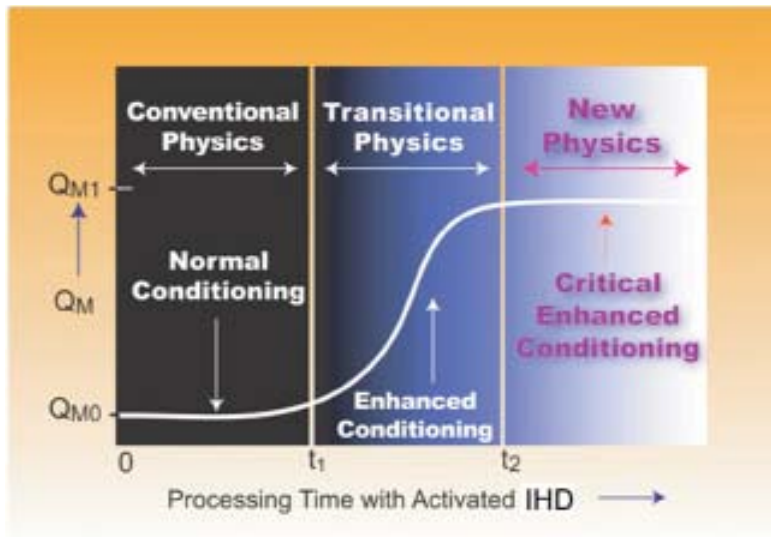 Conventional
Physics
Transitional
Physics
New
Physics
QM1
Normal
Conditioning
QM
Critical
Enhanced
Conditioning
QM0
Enhanced
Conditioning
0
t1
t2
Processing Time with Activated IHD